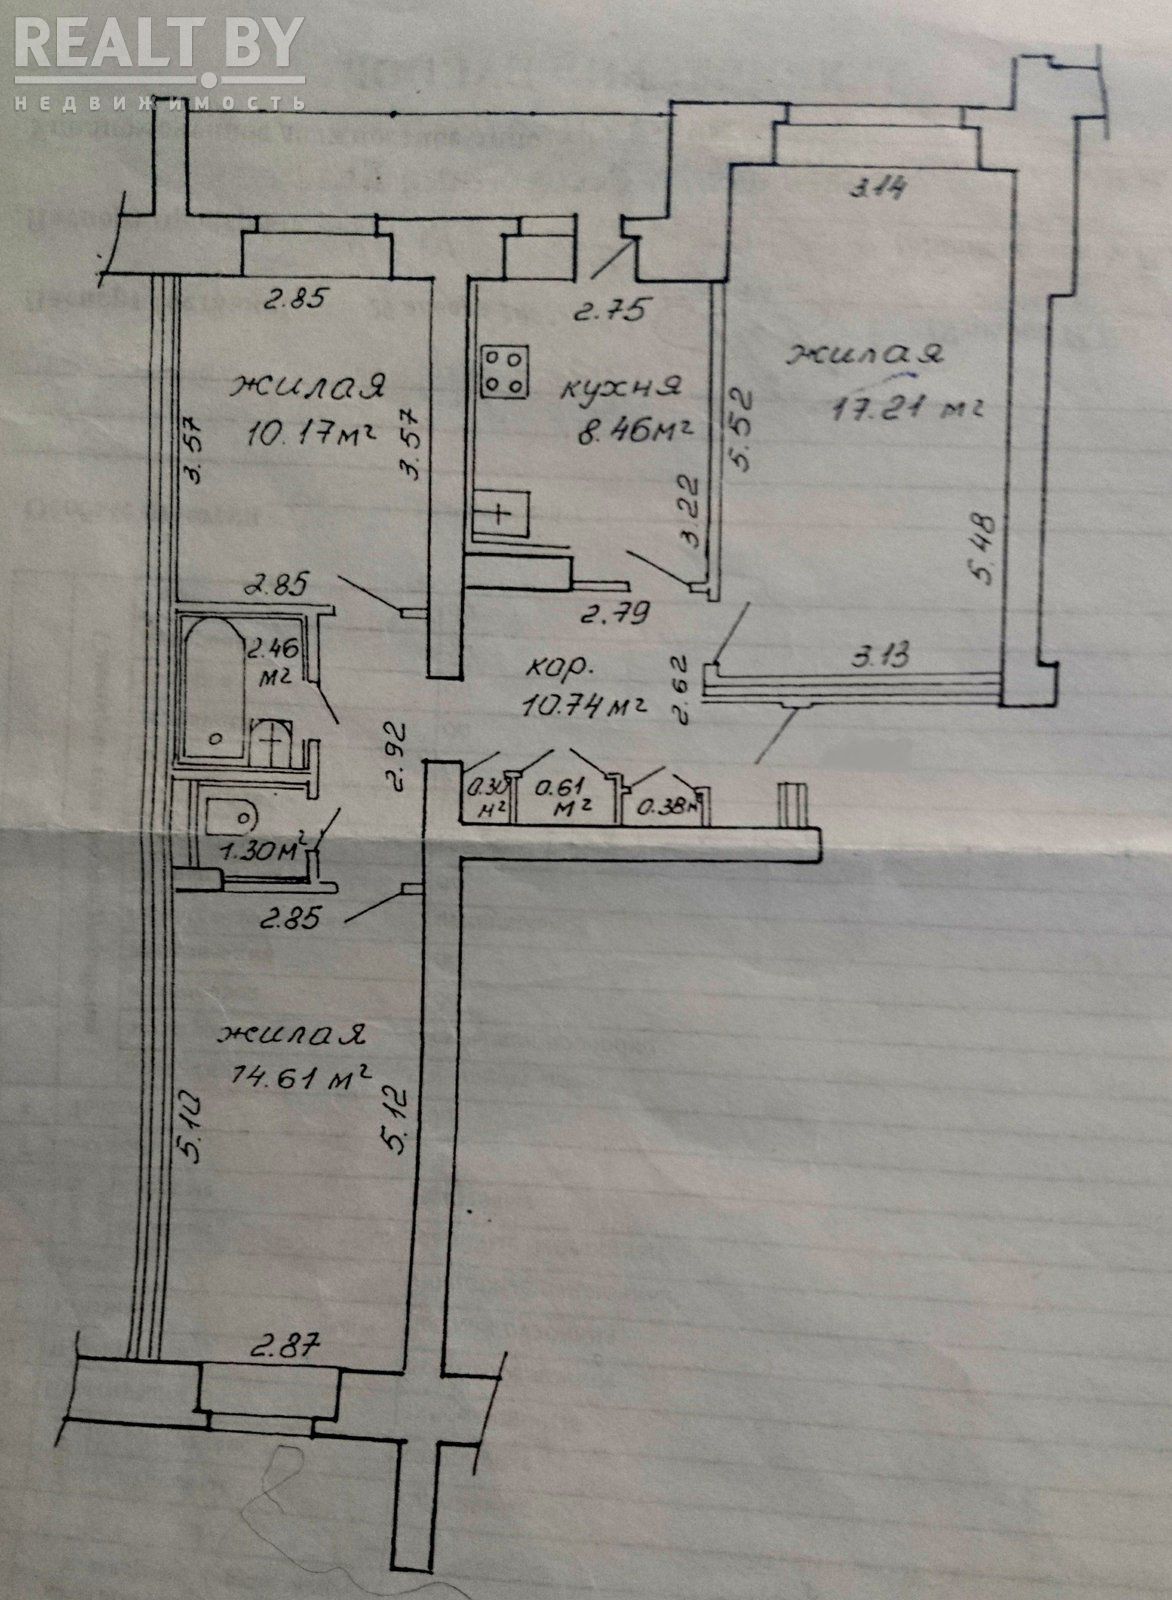 REALT BY
НЕДВИЖИМОСТЬ
3.14
2.85
2.75
жилая
17.21 м²
жилая
10.17м²
кухня
8.46м²
3.57
3.57
5.52
3.22
5.48
2.85
2.79
2.46
м²
кор.
10.74м²
2.62
3.13
2.92
0.30
м²
0.61
м²
0.38м
1.30м²
2.85
жилая
14.61 м²
5.10
5.12
2.87